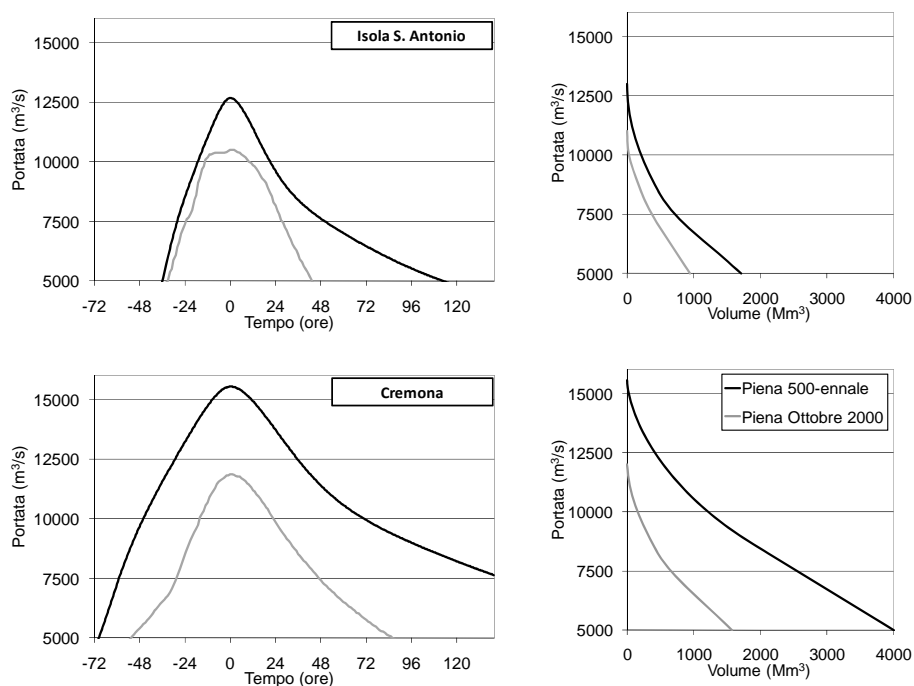 Isola S. Antonio
Portata (m³/s)
15000
12500
10000
7500
5000
-72 -48 -24 0 24 48 72 96 120
Tempo (ore)
Portata (m³/s)
15000
10000
7500
5000
0 1000 2000 3000 4000
Volume (Mm³)
Cremona
Portata (m³/s)
15000
12500
10000
7500
5000
-72 -48 -24 0 24 48 72 96 120
Tempo (ore)
Piena 500-ennale
Piena Ottobre 2000
Portata (m³/s)
15000
12500
10000
7500
5000
0 1000 2000 3000 4000
Volume (Mm³)